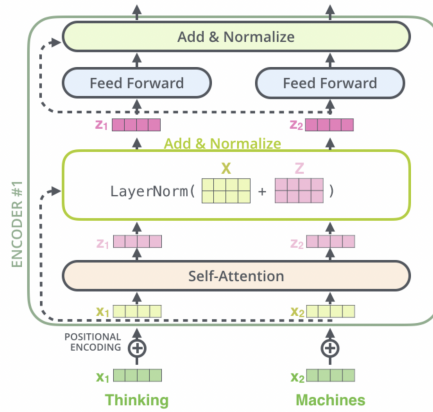 Add & Normalize
Feed Forward
Feed Forward
z1
z2
Add & Normalize
X
Z
LayerNorm( + )
z1
z2
Self-Attention
x1
x2
POSITIONAL
ENCODING
x1
x2
Thinking
Machines
ENCODER #1